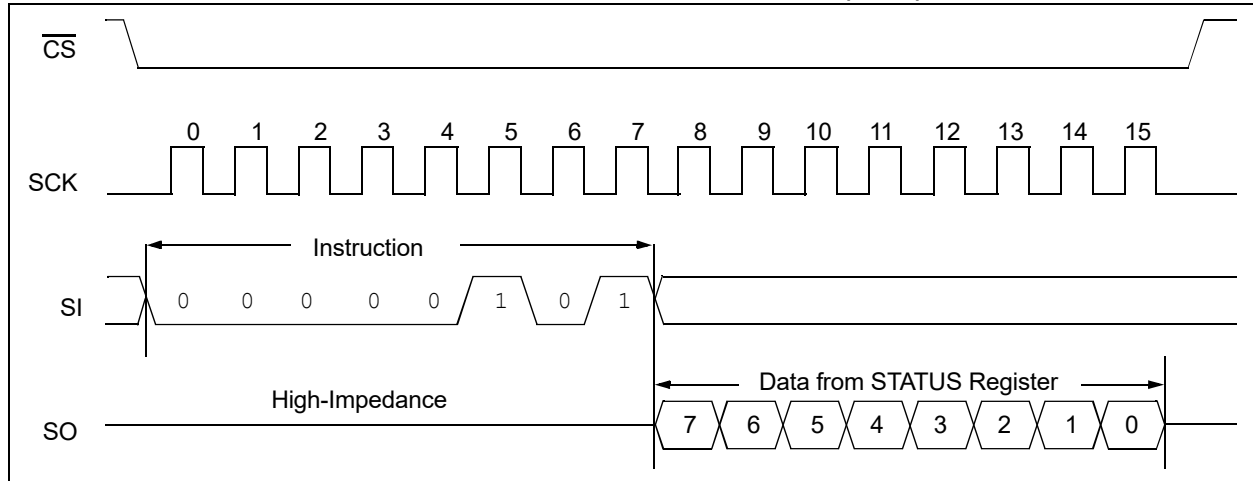 CS
0 1 2 3 4 5 6 7 8 9 10 11 12 13 14 15
SCK
Instruction
SI 0 0 0 0 0 1 0 1
Data from STATUS Register
High-Impedance
SO 7 6 5 4 3 2 1 0